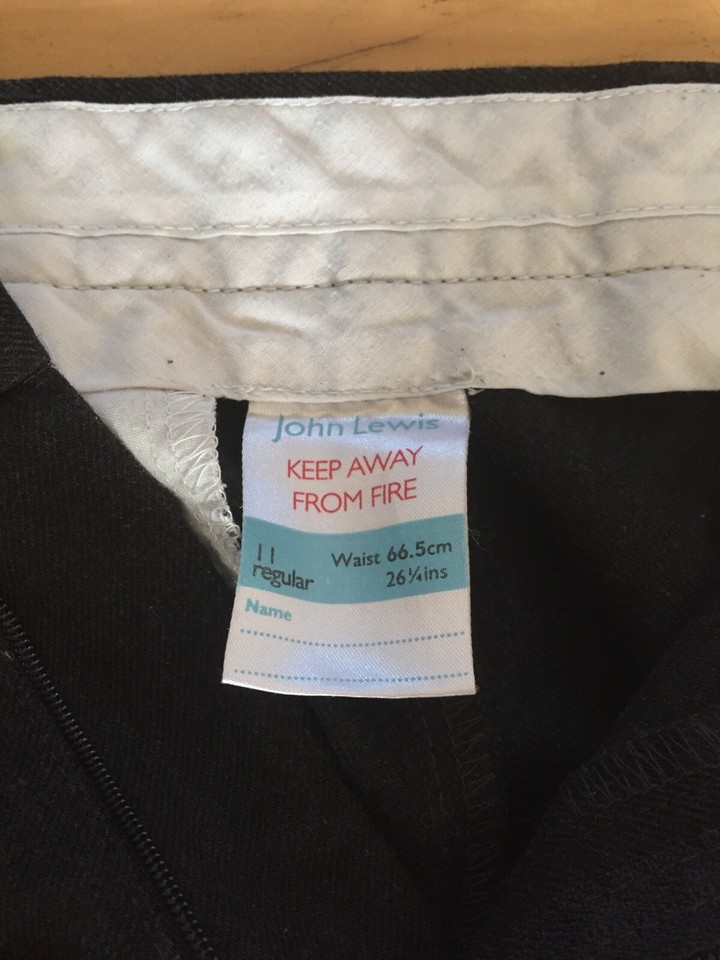 John Lewis
KEEP AWAY
FROM FIRE
11 Waist 66.5cm
regular 26¼ins
Name